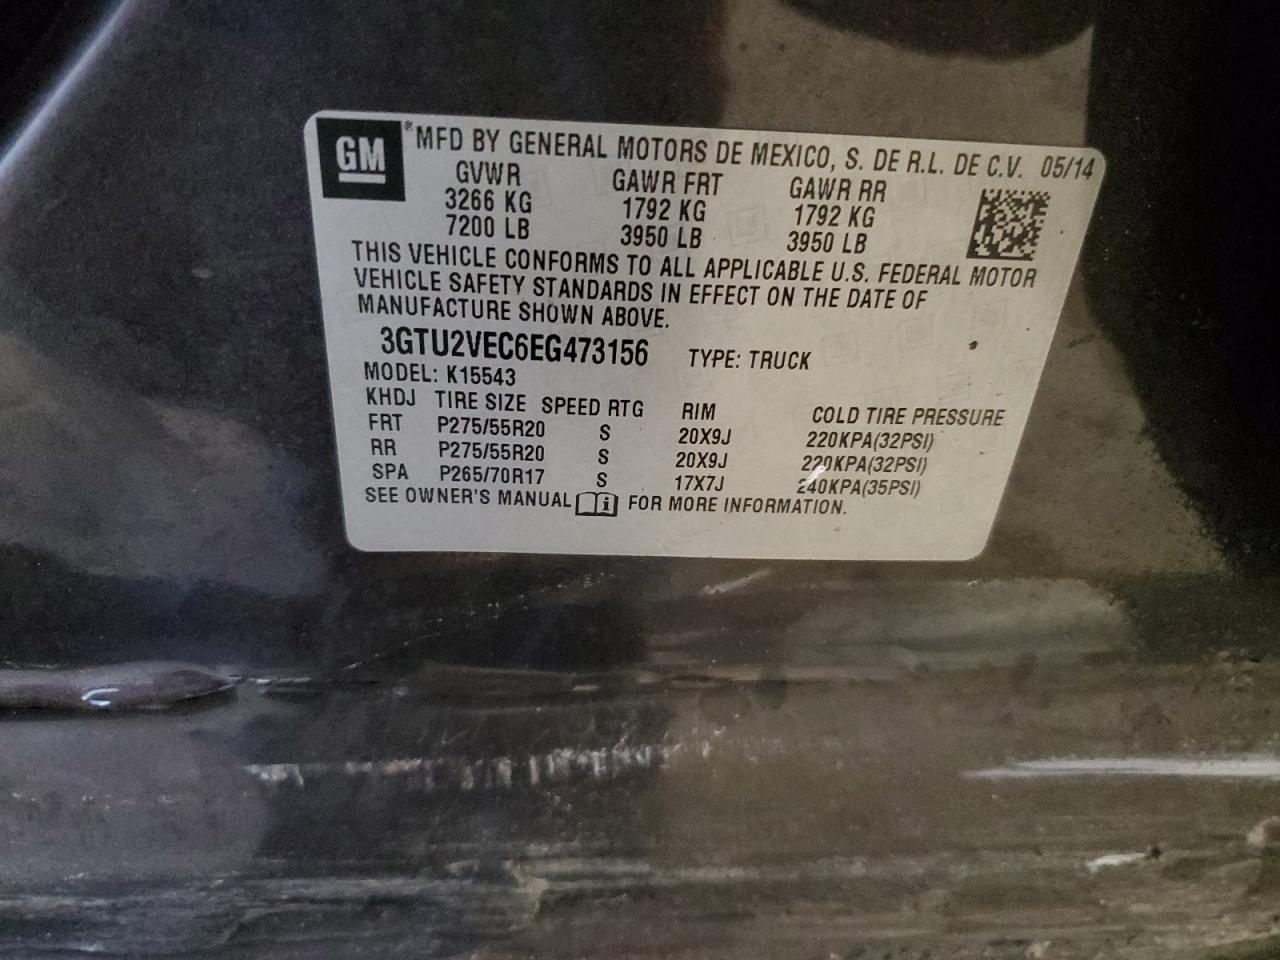 GM ® MFD BY GENERAL MOTORS DE MEXICO, S. DE R.L. DE C.V. 05/14
GVWR GAWR FRT GAWR RR
3266 KG 1792 KG 1792 KG
7200 LB 3950 LB 3950 LB
THIS VEHICLE CONFORMS TO ALL APPLICABLE U.S. FEDERAL MOTOR
VEHICLE SAFETY STANDARDS IN EFFECT ON THE DATE OF
MANUFACTURE SHOWN ABOVE.
3GTU2VEC6EG473156 TYPE: TRUCK
MODEL: K15543
KHDJ TIRE SIZE SPEED RTG RIM COLD TIRE PRESSURE
FRT P275/55R20 S 20X9J 220KPA(32PSI)
RR P275/55R20 S 20X9J 220KPA(32PSI)
SPA P265/70R17 S 17X7J 240KPA(35PSI)
SEE OWNER'S MANUAL i FOR MORE INFORMATION.